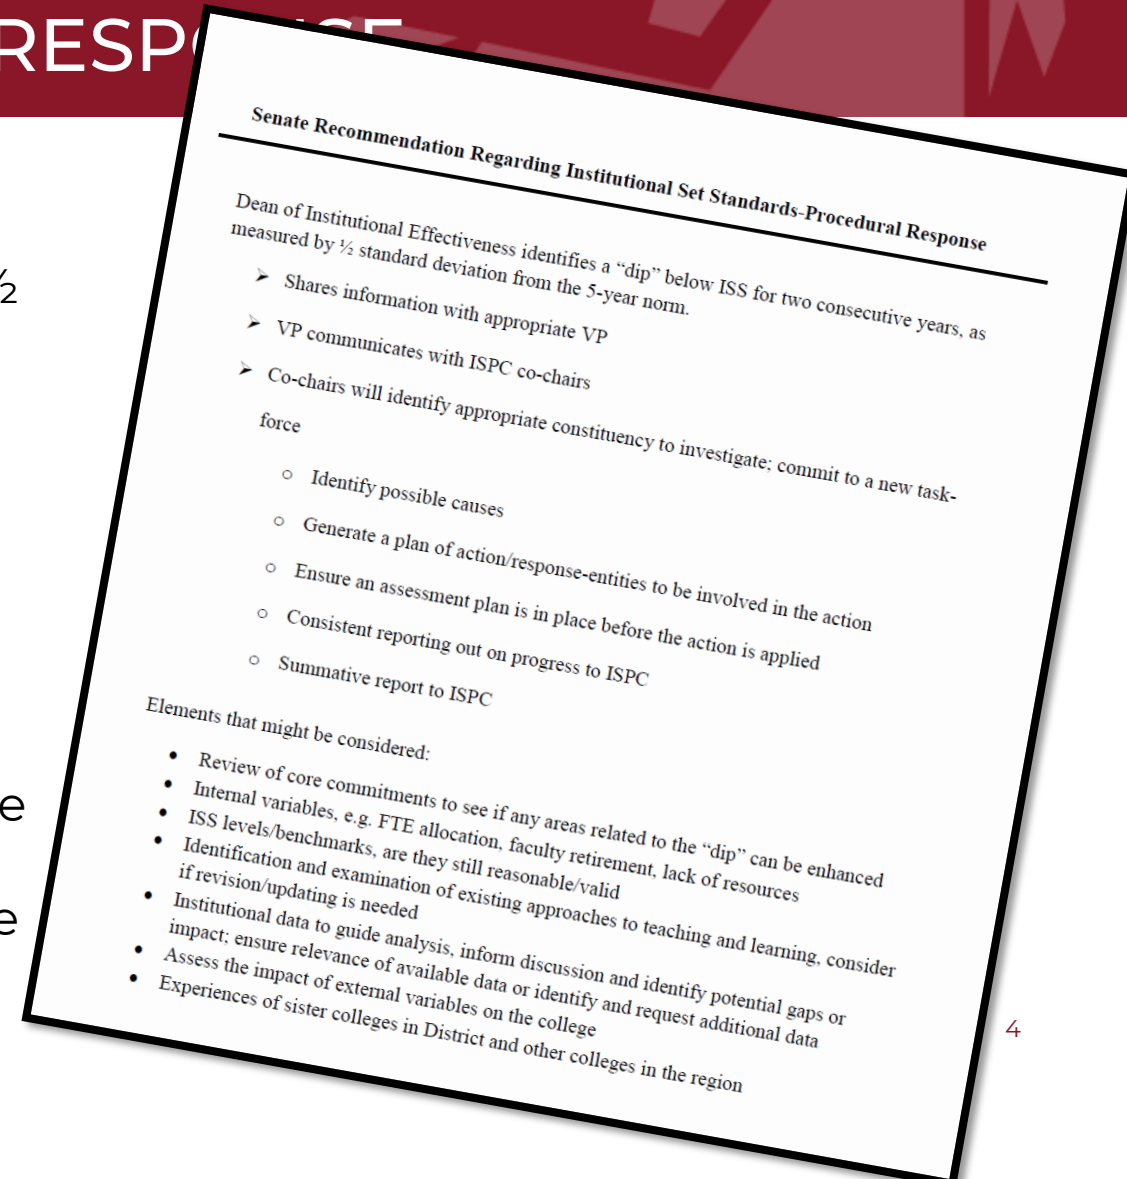 RESPONSE
Senate Recommendation Regarding Institutional Set Standards-Procedural Response
Dean of Institutional Effectiveness identifies a “dip” below ISS for two consecutive years, as
measured by ½ standard deviation from the 5-year norm.
➢ Shares information with appropriate VP
➢ VP communicates with ISPC co-chairs
➢ Co-chairs will identify appropriate constituency to investigate; commit to a new task-
force
○ Identify possible causes
○ Generate a plan of action/response-entities to be involved in the action
○ Ensure an assessment plan is in place before the action is applied
○ Consistent reporting out on progress to ISPC
○ Summative report to ISPC
Elements that might be considered:
• Review of core commitments to see if any areas related to the “dip” can be enhanced
• Internal variables, e.g. FTE allocation, faculty retirement, lack of resources
• ISS levels/benchmarks, are they still reasonable/valid
• Identification and examination of existing approaches to teaching and learning, consider
if revision/updating is needed
• Institutional data to guide analysis, inform discussion and identify potential gaps or
impact; ensure relevance of available data or identify and request additional data
• Assess the impact of external variables on the college
• Experiences of sister colleges in District and other colleges in the region
½
e
e
4